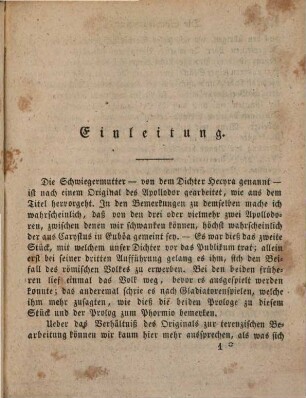 Einleitung.
Die Schwiegermutter — von dem Dichter Hecyra genannt —
ist nach einem Original des Apollodor gearbeitet, wie aus dem
Titel hervorgeht. In den Bemerkungen zu demselben mache ich
wahrscheinlich, daß von den drei oder vielmehr zwei Apollodo-
ren, zwischen denen wir schwanken können, höchst wahrscheinlich
der aus Carystus in Euböa gemeint sey. — Es war dieß das zweite
Stück, mit welchem unser Dichter vor das Publikum trat; allein
erst bei seiner dritten Aufführung gelang es ihm, sich den Bei-
fall des römischen Volkes zu erwerben. Bei den beiden frühe-
ren lief einmal das Volk weg, bevor es ausgespielt werden
konnte; das anderemal schrie es nach Gladiatorenspielen, welche
ihm mehr zusagten, wie dieß die beiden Prologe zu diesem
Stück und der Prolog zum Phormio bemerken.
Ueber das Verhältniß des Originals zur terenzischen Be-
arbeitung können wir kaum hier mehr aussprechen, als was sich
1 *